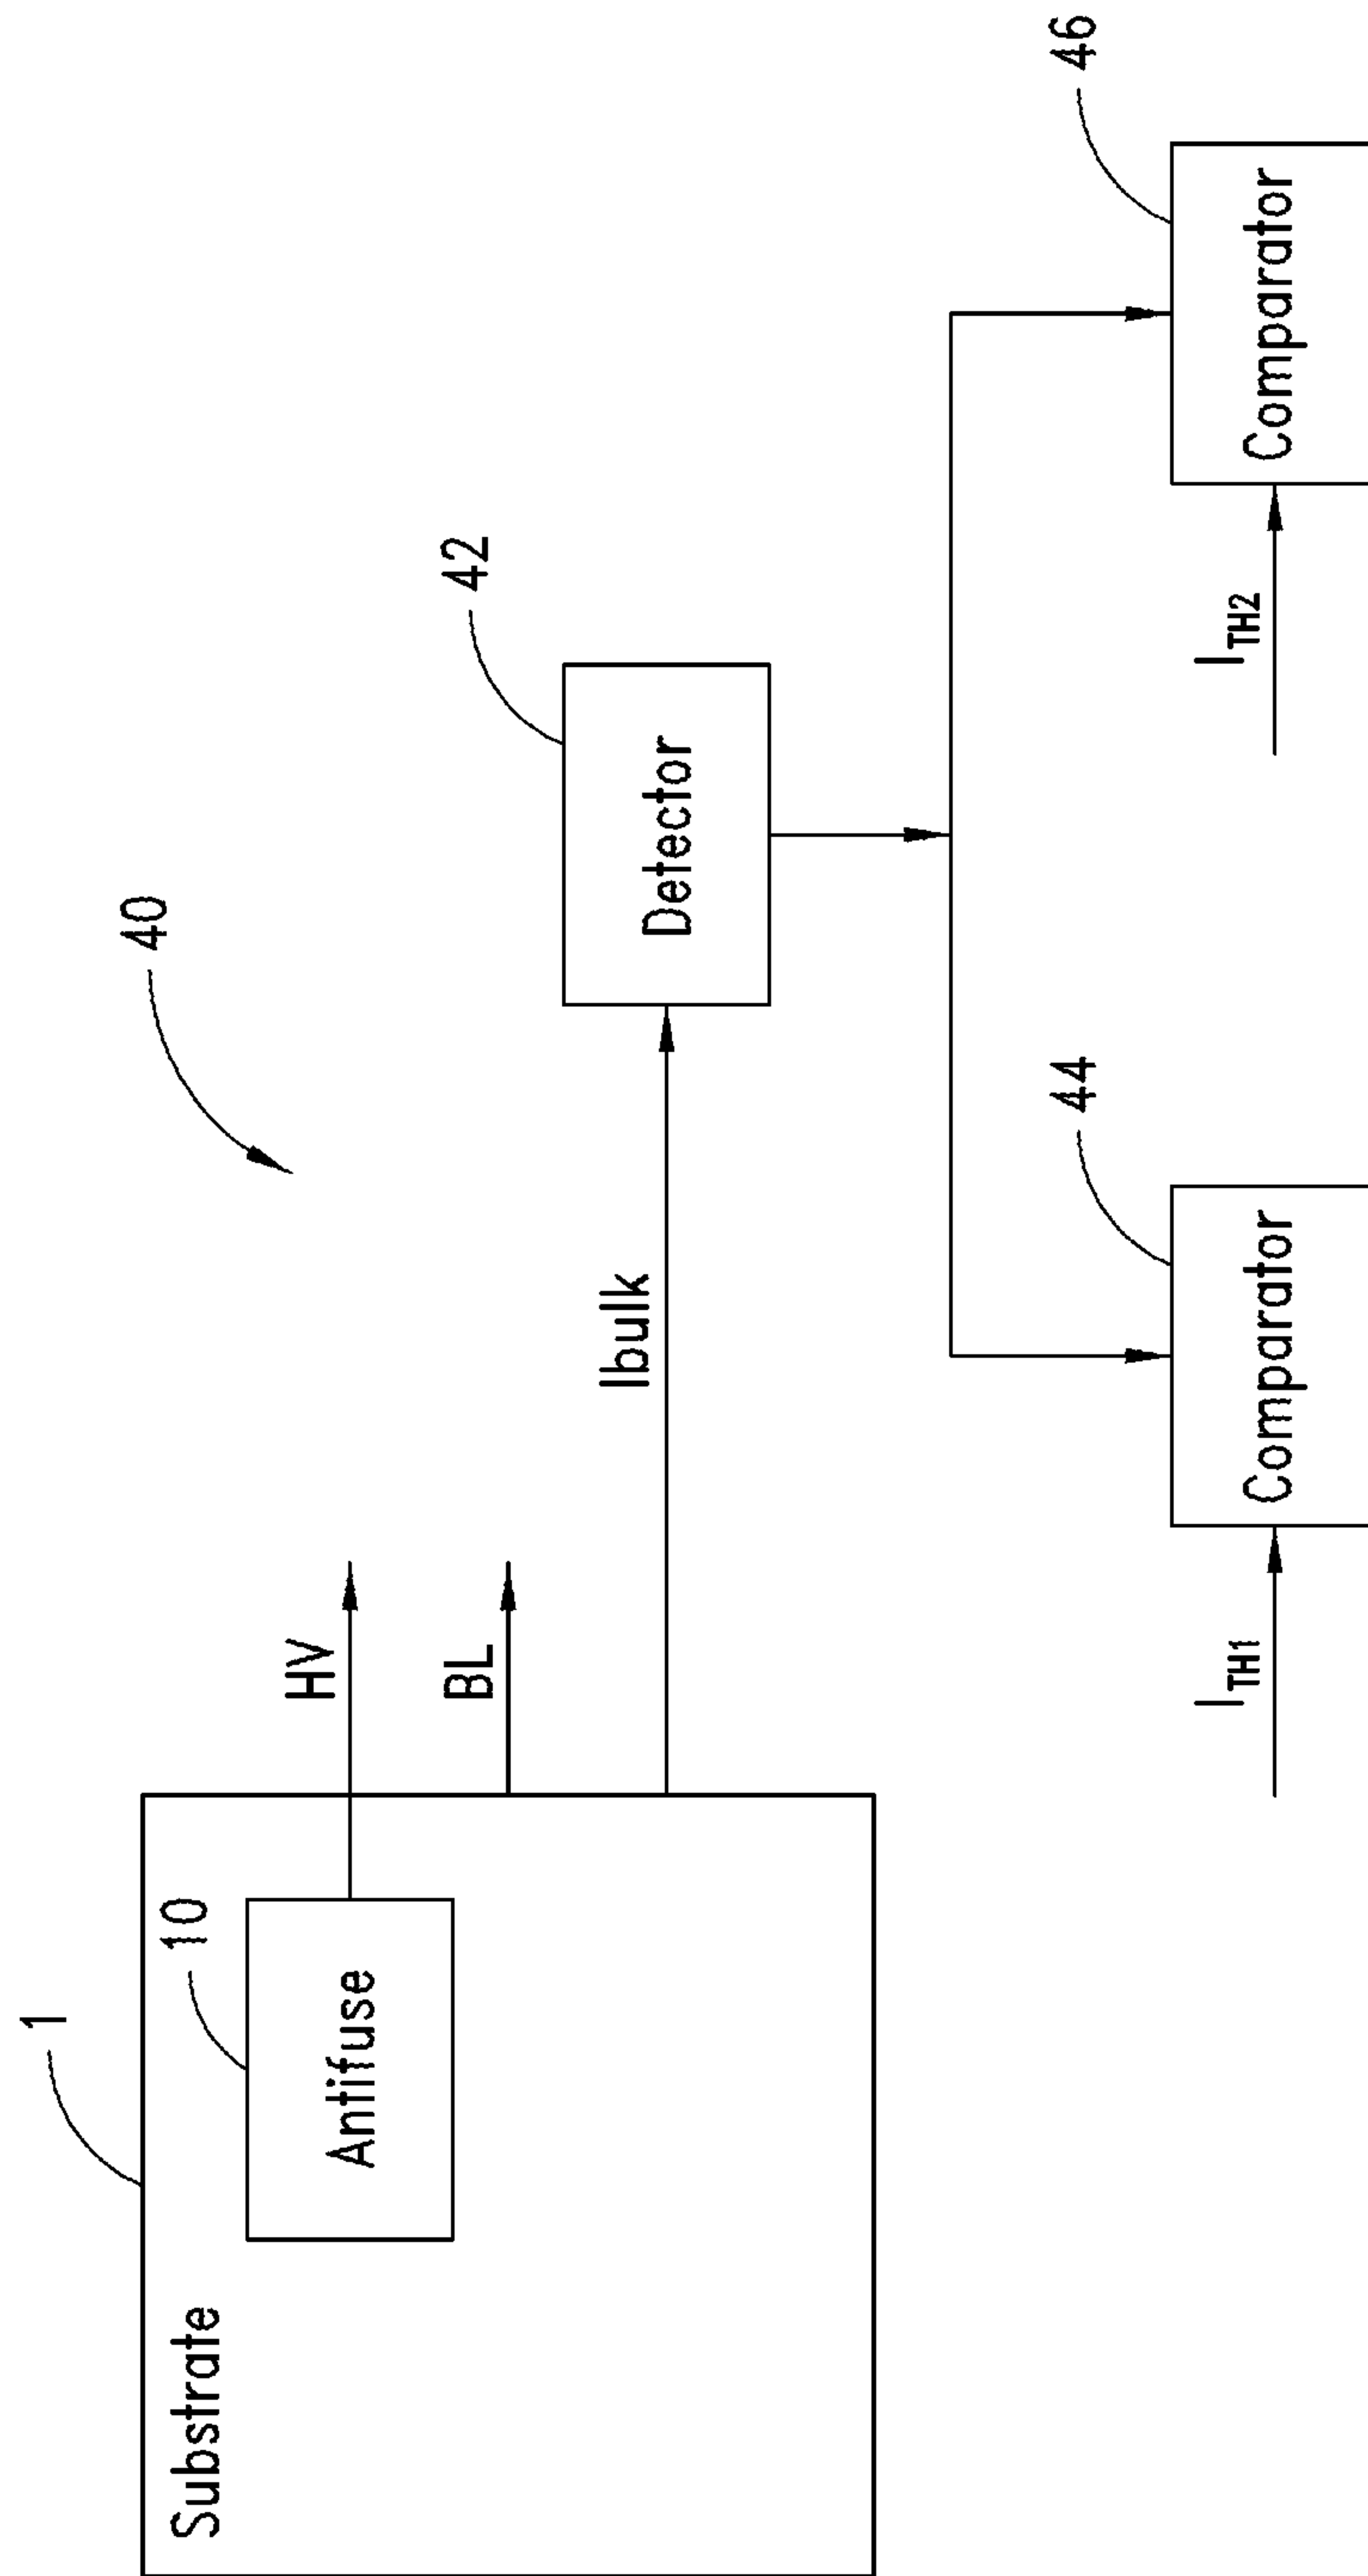 1
Substrate
10
Antifuse
HV
BL
Ibulk
40
42
Detector
44
Comparator
I_TH1
46
Comparator
I_TH2